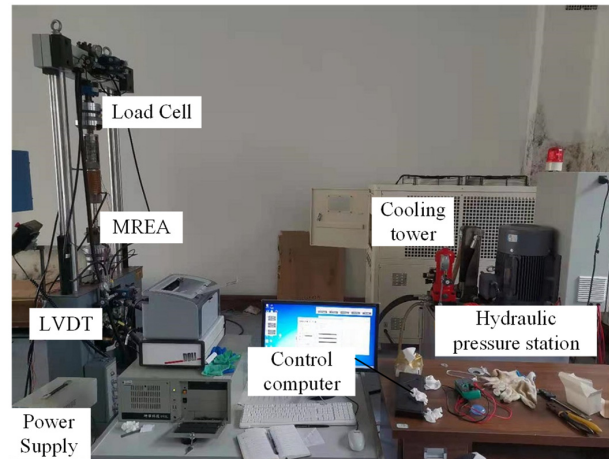 Load Cell
MREA
Cooling
tower
LVDT
Hydraulic
pressure station
Control
computer
Power
Supply